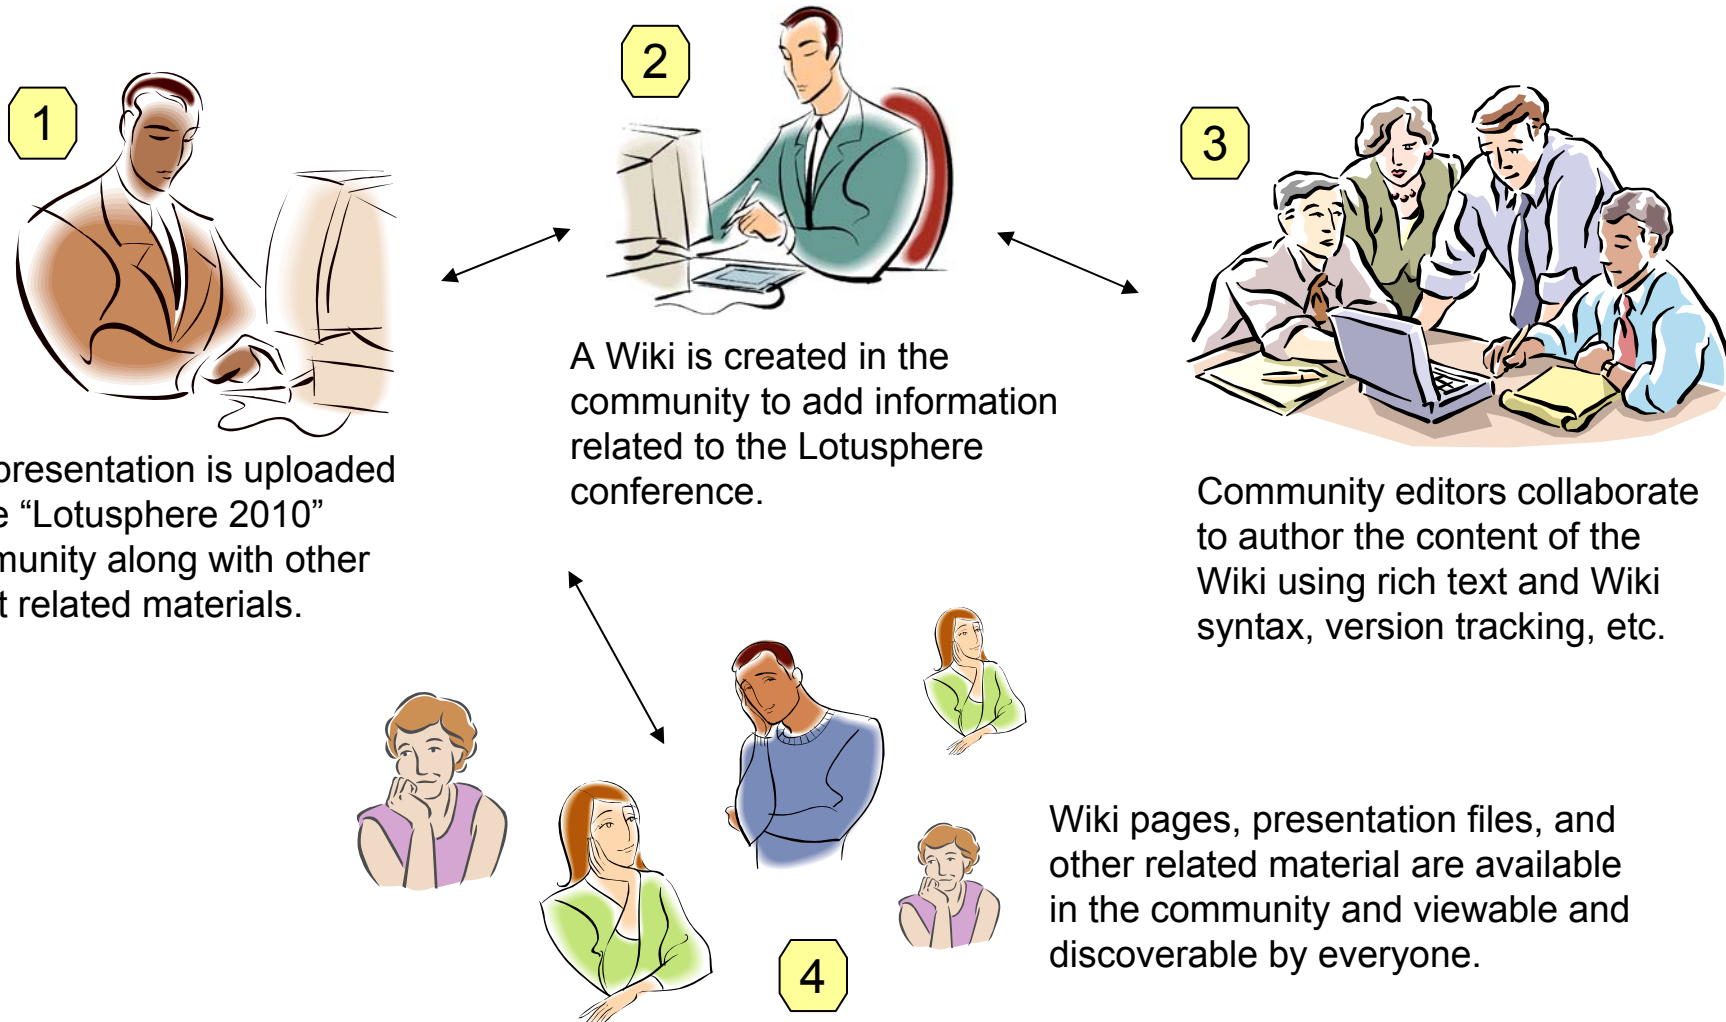 1
presentation is uploaded
“Lotusphere 2010”
along with other
related materials.
2
A Wiki is created in the
community to add information
related to the Lotusphere
conference.
3
Community editors collaborate
to author the content of the
Wiki using rich text and Wiki
syntax, version tracking, etc.
4
Wiki pages, presentation files, and
other related material are available
in the community and viewable and
discoverable by everyone.